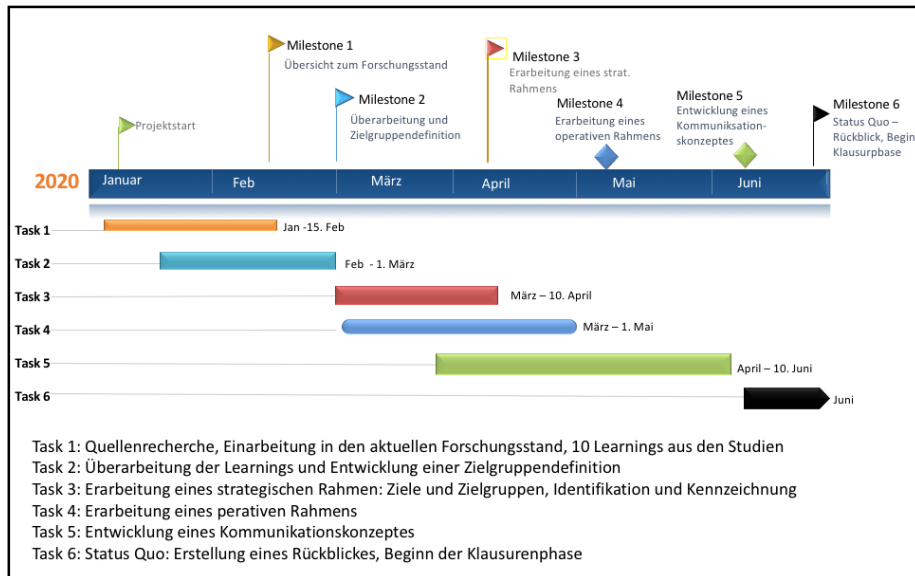 Milestone 1
Übersicht zum Forschungsstand
Milestone 2
Überarbeitung und
Zielgruppendefinition
Milestone 3
Erarbeitung eines strat.
Rahmens
Milestone 4
Erarbeitung eines
operativen Rahmens
Milestone 5
Entwicklung eines
Kommuniksation-
konzeptes
Milestone 6
Status Quo –
Rückblick, Begin
Klausurpbase
Projektstart
2020
Januar
Feb
März
April
Mai
Juni
Task 1
Jan -15. Feb
Task 2
Feb - 1. März
Task 3
März – 10. April
Task 4
März – 1. Mai
Task 5
April – 10. Juni
Task 6
Juni
Task 1: Quellenrecherche, Einarbeitung in den aktuellen Forschungsstand, 10 Learnings aus den Studien
Task 2: Überarbeitung der Learnings und Entwicklung einer Zielgruppendefinition
Task 3: Erarbeitung eines strategischen Rahmen: Ziele und Zielgruppen, Identifikation und Kennzeichnung
Task 4: Erarbeitung eines perativen Rahmens
Task 5: Entwicklung eines Kommunikationskonzeptes
Task 6: Status Quo: Erstellung eines Rückblickes, Beginn der Klausurenphase